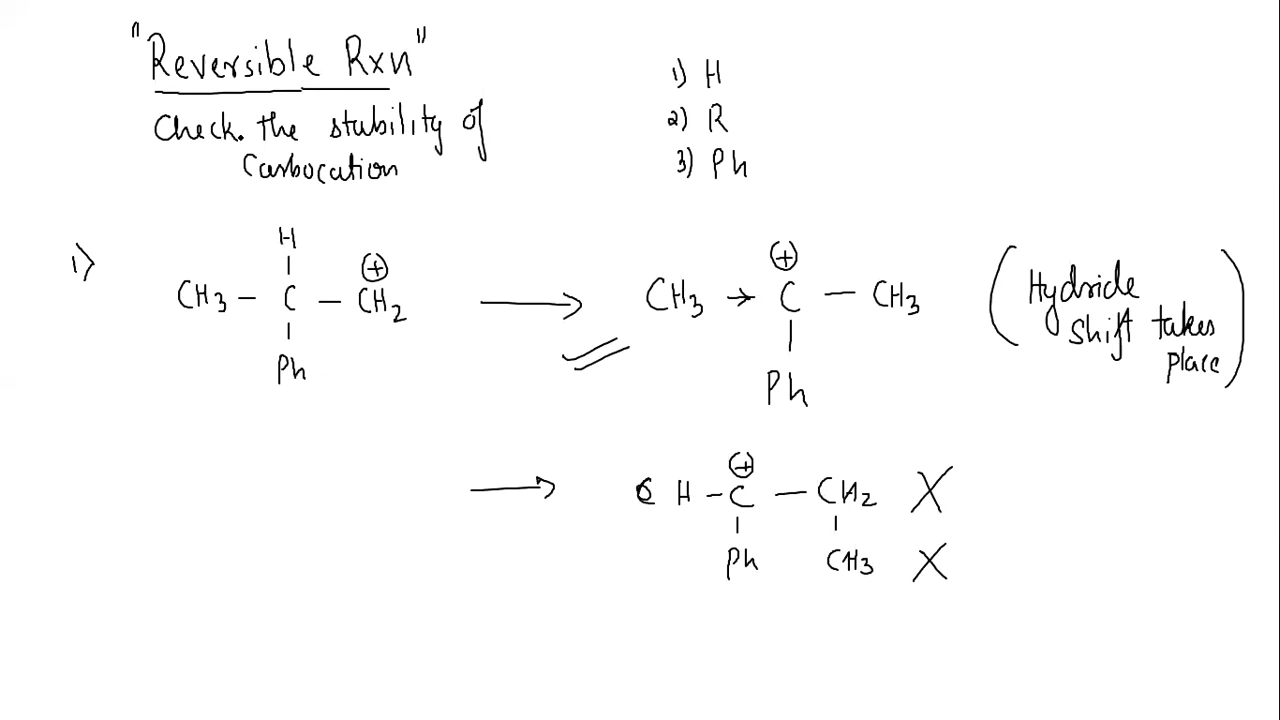 "Reversible Rxn"
Check. the stability of
Carbocation
1) H
2) R
3) Ph
1)
H
CH3 - C - CH2
⊕
Ph
⊕
CH3 → C - CH3
Ph
(Hydride
Shift takes
place)
⊕
H - C - CH2 X
Ph CH3 X